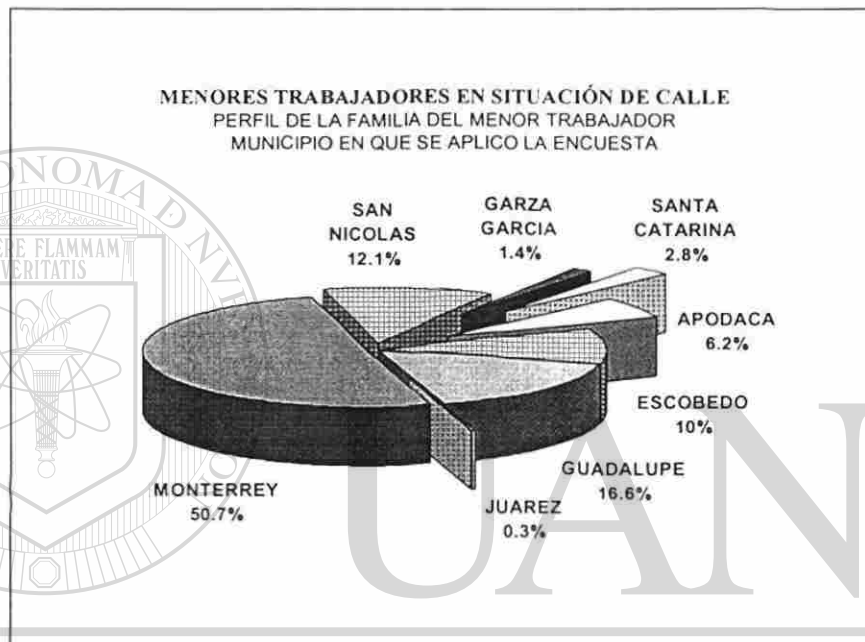 MENORES TRABAJADORES EN SITUACIÓN DE CALLE
PERFIL DE LA FAMILIA DEL MENOR TRABAJADOR
MUNICIPIO EN QUE SE APLICO LA ENCUESTA
SAN
NICOLAS
12.1%
GARZA
GARCIA
1.4%
SANTA
CATARINA
2.8%
APODACA
6.2%
ESCOBEDO
10%
GUADALUPE
16.6%
JUAREZ
0.3%
MONTERREY
50.7%
FLAMMAM
VERITATIS
UAN